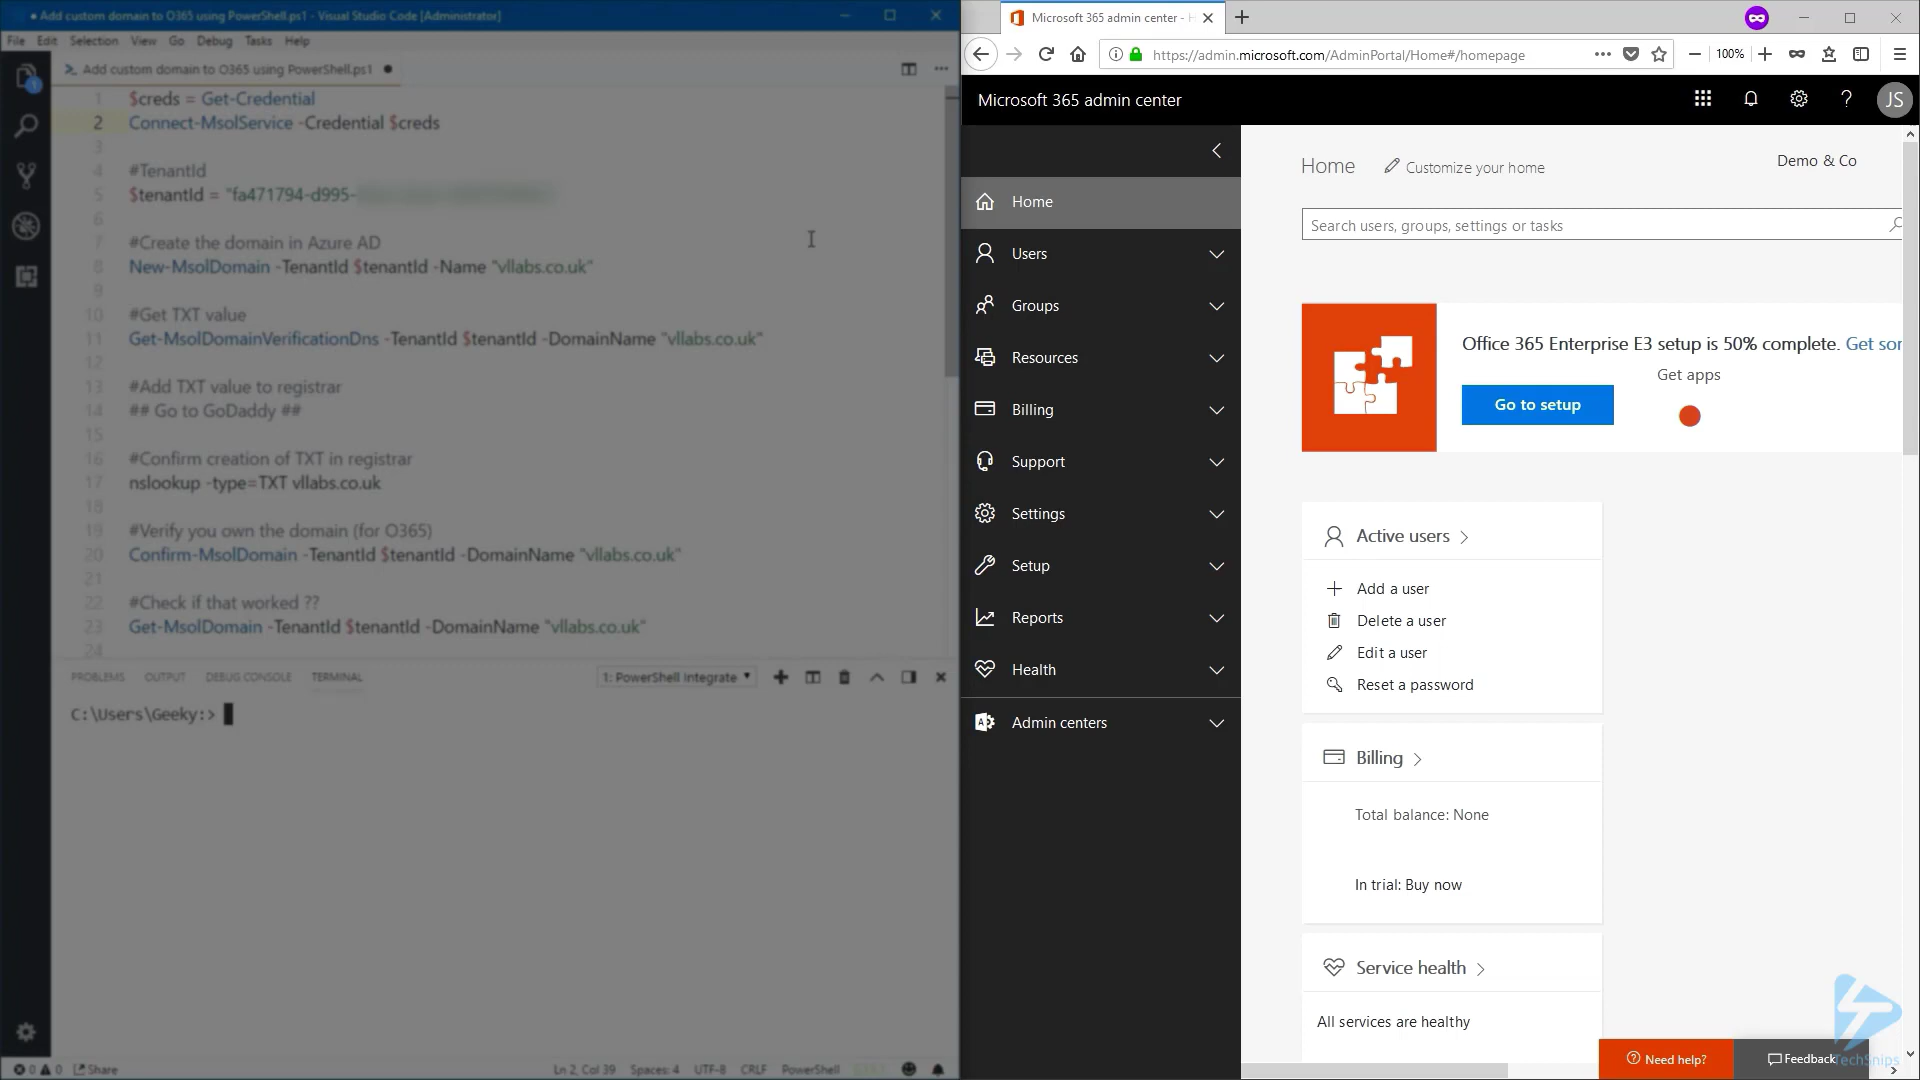 Add custom domain to O365 using PowerShell.ps1 - Visual Studio Code [Administrator]
File Edit Selection View Go Debug Tasks Help
Add custom domain to O365 using PowerShell.ps1
1 $creds = Get-Credential
2 Connect-MsolService -Credential $creds
3
4 #TenantId
5 $tenantId = "fa471794-d995-
6
7 #Create the domain in Azure AD
8 New-MsolDomain -TenantId $tenantId -Name "vllabs.co.uk"
9
10 #Get TXT value
11 Get-MsolDomainVerificationDns -TenantId $tenantId -DomainName "vllabs.co.uk"
12
13 #Add TXT value to registrar
14 ## Go to GoDaddy ##
15
16 #Confirm creation of TXT in registrar
17 nslookup -type=TXT vllabs.co.uk
18
19 #Verify you own the domain (for O365)
20 Confirm-MsolDomain -TenantId $tenantId -DomainName "vllabs.co.uk"
21
22 #Check if that worked ??
23 Get-MsolDomain -TenantId $tenantId -DomainName "vllabs.co.uk"
24
PROBLEMS OUTPUT DEBUG CONSOLE TERMINAL 1: PowerShell Integrate
C:\Users\Geeky:>
0 0 Share Ln 2, Col 39 Spaces: 4 UTF-8 CRLF PowerShell
Microsoft 365 admin center - H
https://admin.microsoft.com/AdminPortal/Home#/homepage 100%
Microsoft 365 admin center JS
Home
Users
Groups
Resources
Billing
Support
Settings
Setup
Reports
Health
Admin centers
Home Customize your home Demo & Co
Search users, groups, settings or tasks
Office 365 Enterprise E3 setup is 50% complete. Get sor
Get apps
Go to setup
Active users
Add a user
Delete a user
Edit a user
Reset a password
Billing
Total balance: None
In trial: Buy now
Service health
All services are healthy
Need help? Feedback
TechSnips